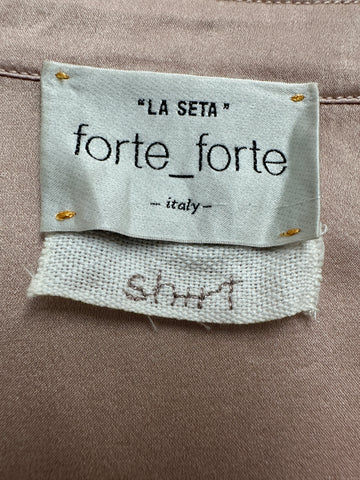 "LA SETA"
forte_forte
- italy -
shirt